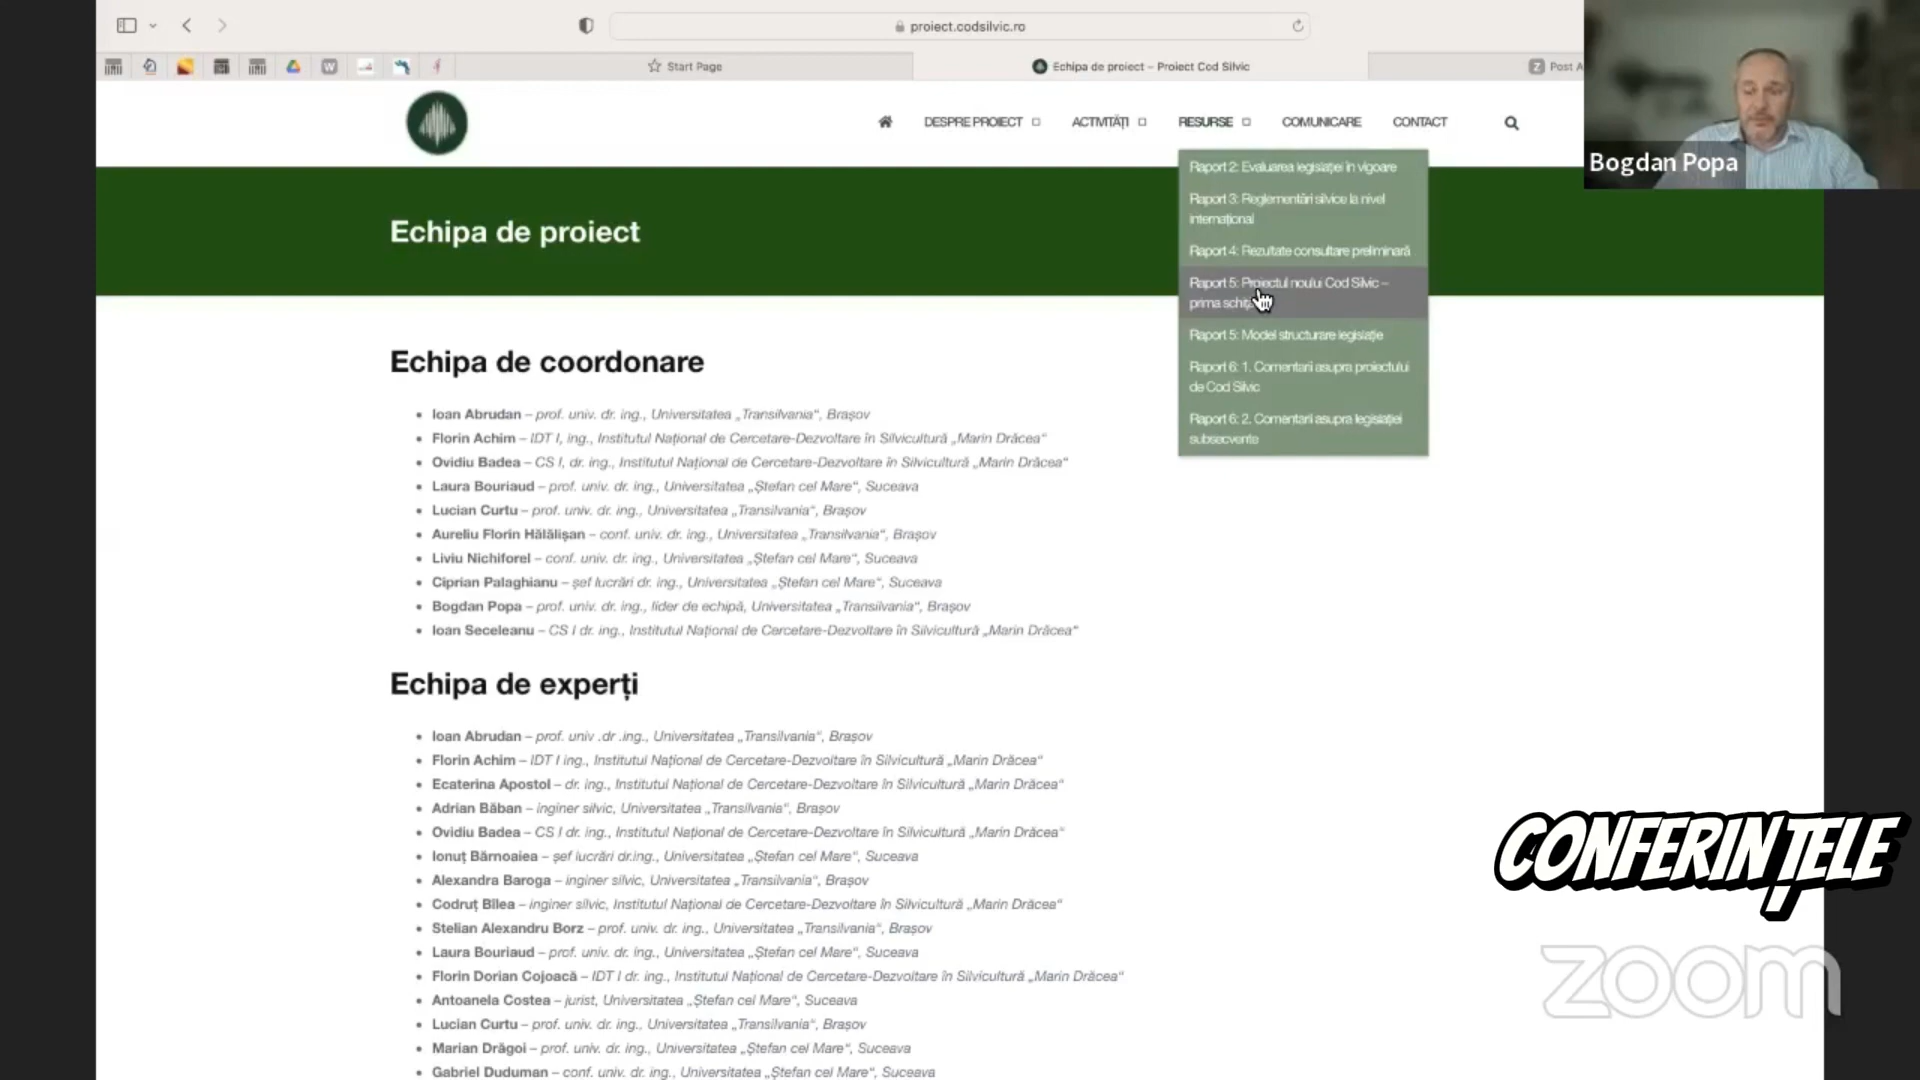 proiect.codsilvic.ro
Start Page
Echipa de proiect – Proiect Cod Silvic
Post A
DESPRE PROIECT
ACTIVITĂȚI
RESURSE
COMUNICARE
CONTACT
Bogdan Popa
Raport 2: Evaluarea legislației în vigoare
Raport 3: Reglementări silvice la nivel
internațional
Raport 4: Rezultate consultare preliminară
Raport 5: Proiectul noului Cod Silvic –
prima
Raport 5: Model structurare legislație
Raport 6: 1. Comentarii asupra proiectului
de Cod Silvic
Raport 6: 2. Comentarii asupra legislației
subsecvente
Echipa de proiect
Echipa de coordonare
Ioan Abrudan – prof. univ. dr. ing., Universitatea „Transilvania“, Brașov
Florin Achim – IDT I, ing., Institutul Național de Cercetare-Dezvoltare în Silvicultură „Marin Drăcea“
Ovidiu Badea – CS I, dr. ing., Institutul Național de Cercetare-Dezvoltare în Silvicultură „Marin Drăcea“
Laura Bouriaud – prof. univ. dr. ing., Universitatea „Ștefan cel Mare“, Suceava
Lucian Curtu – prof. univ. dr. ing., Universitatea „Transilvania“, Brașov
Aureliu Florin Hălălișan – conf. univ. dr. ing., Universitatea „Transilvania“, Brașov
Liviu Nichiforel – conf. univ. dr. ing., Universitatea „Ștefan cel Mare“, Suceava
Ciprian Palaghianu – șef lucrări dr. ing., Universitatea „Ștefan cel Mare“, Suceava
Bogdan Popa – prof. univ. dr. ing., lider de echipă, Universitatea „Transilvania“, Brașov
Ioan Seceleanu – CS I dr. ing., Institutul Național de Cercetare-Dezvoltare în Silvicultură „Marin Drăcea“
Echipa de experți
Ioan Abrudan – prof. univ .dr .ing., Universitatea „Transilvania“, Brașov
Florin Achim – IDT I ing., Institutul Național de Cercetare-Dezvoltare în Silvicultură „Marin Drăcea“
Ecaterina Apostol – dr. ing., Institutul Național de Cercetare-Dezvoltare în Silvicultură „Marin Drăcea“
Adrian Băban – inginer silvic, Universitatea „Transilvania“, Brașov
Ovidiu Badea – CS I dr. ing., Institutul Național de Cercetare-Dezvoltare în Silvicultură „Marin Drăcea“
Ionuț Bărnoaiea – șef lucrări dr.ing., Universitatea „Ștefan cel Mare“, Suceava
Alexandra Baroga – inginer silvic, Universitatea „Transilvania“, Brașov
Codruț Bîlea – inginer silvic, Institutul Național de Cercetare-Dezvoltare în Silvicultură „Marin Drăcea“
Stelian Alexandru Borz – prof. univ. dr. ing., Universitatea „Transilvania“, Brașov
Laura Bouriaud – prof. univ. dr. ing., Universitatea „Ștefan cel Mare“, Suceava
Florin Dorian Cojoacă – IDT I dr. ing., Institutul Național de Cercetare-Dezvoltare în Silvicultură „Marin Drăcea“
Antoanela Costea – jurist, Universitatea „Ștefan cel Mare“, Suceava
Lucian Curtu – prof. univ. dr. ing., Universitatea „Transilvania“, Brașov
Marian Drăgoi – prof. univ. dr. ing., Universitatea „Ștefan cel Mare“, Suceava
Gabriel Duduman – conf. univ. dr. ing., Universitatea „Ștefan cel Mare“, Suceava
CONFERINȚELE
zoom